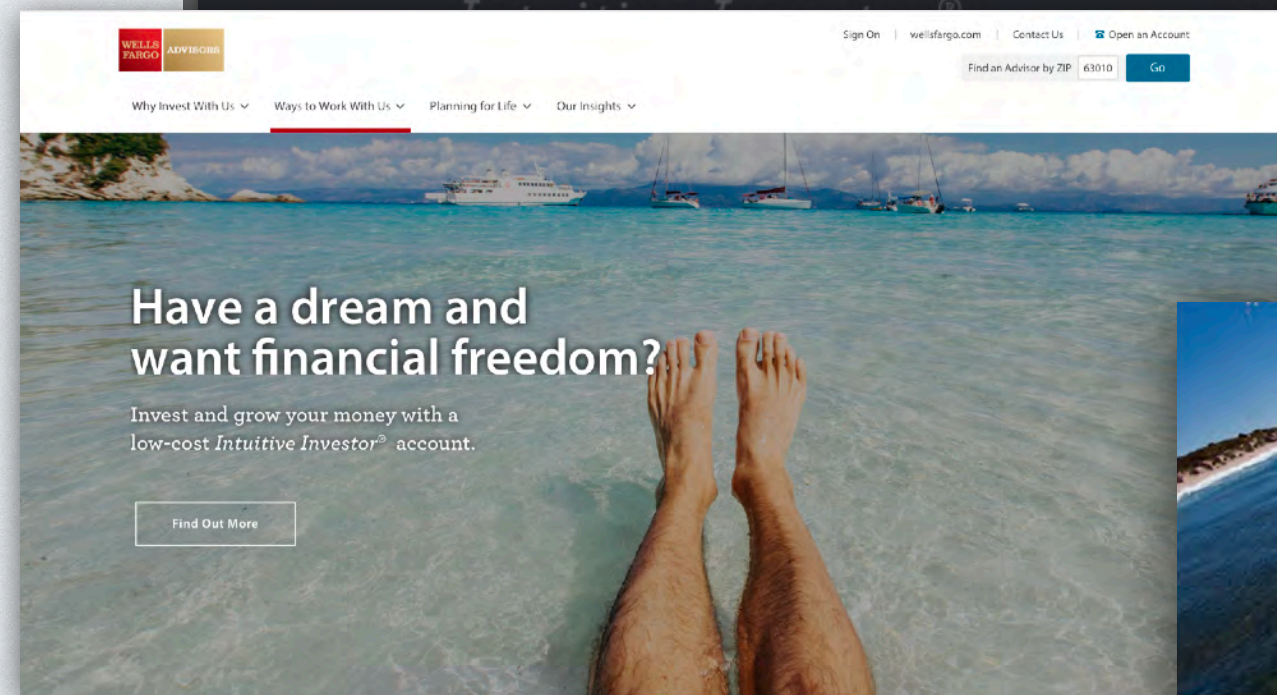 Intuitive Investor®
WELLS FARGO ADVISORS
Sign On | wellsfargo.com | Contact Us | Open an Account
Find an Advisor by ZIP 63010 Go
Why Invest With Us Ways to Work With Us Planning for Life Our Insights
Have a dream and
want financial freedom?
Invest and grow your money with a
low-cost Intuitive Investor® account.
Find Out More